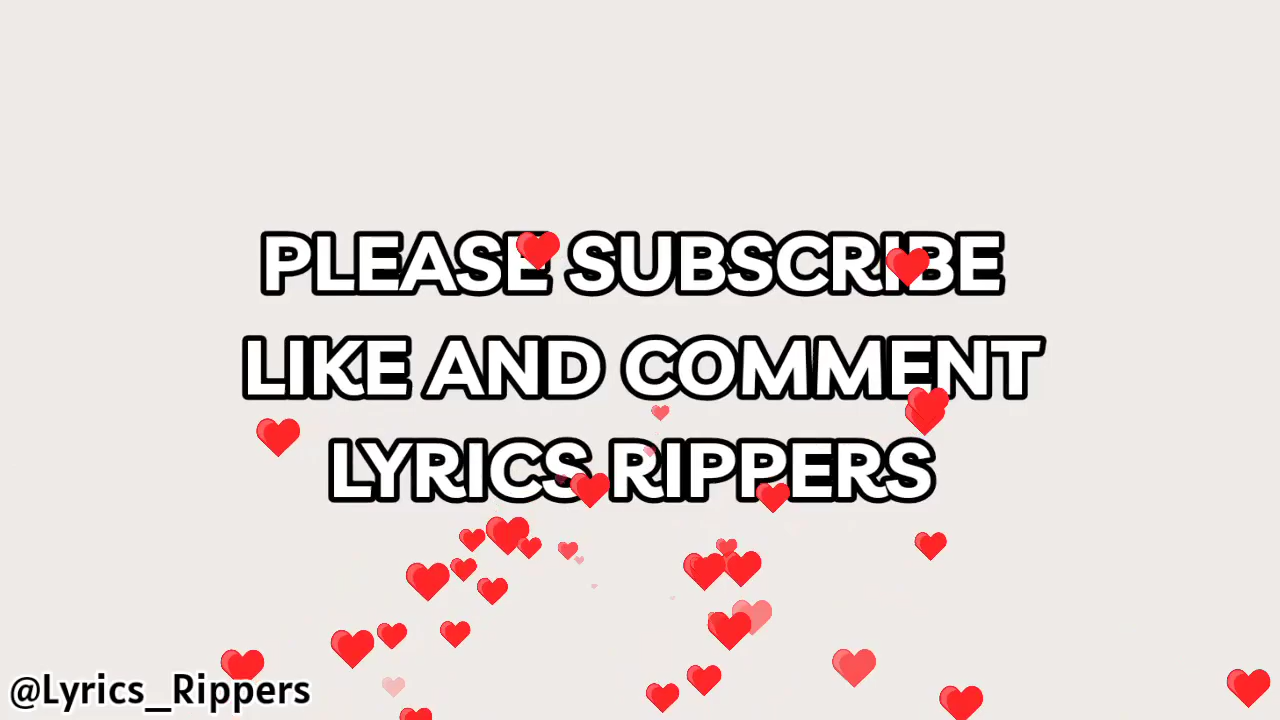 PLEASE SUBSCRIBE
LIKE AND COMMENT
LYRICS RIPPERS
@Lyrics_Rippers